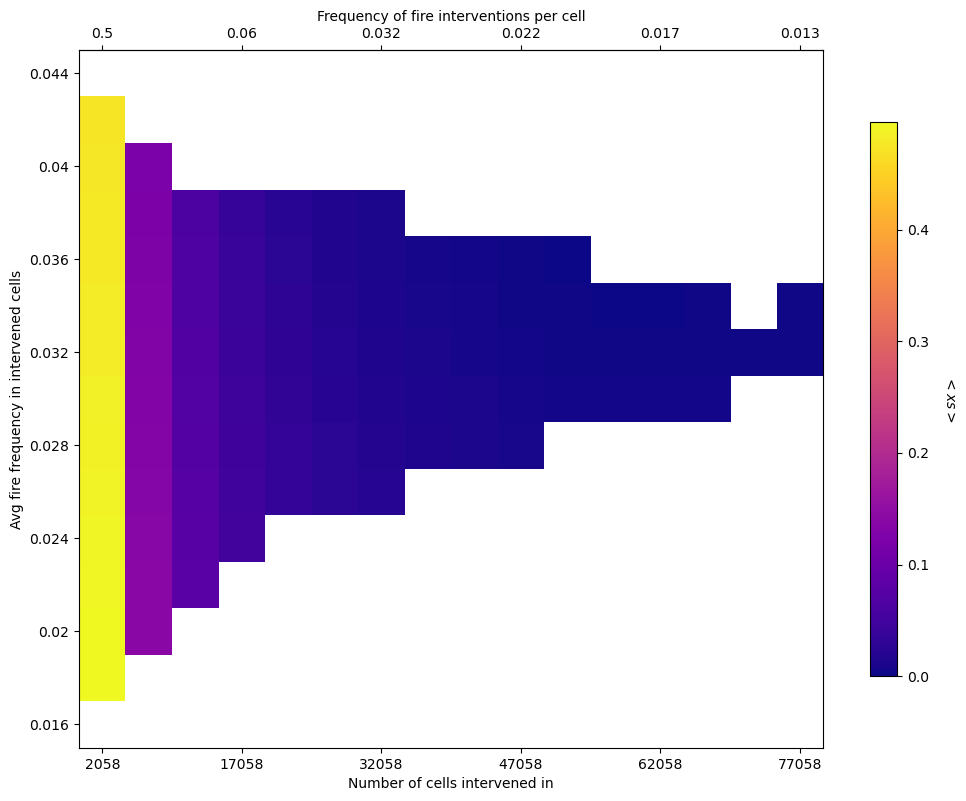 Frequency of fire interventions per cell
0.5 0.06 0.032 0.022 0.017 0.013
0.044
0.04
0.036
0.032
0.028
0.024
0.02
0.016
Avg fire frequency in intervened cells
2058 17058 32058 47058 62058 77058
Number of cells intervened in
0.4
0.3
0.2
0.1
0.0
< xs >